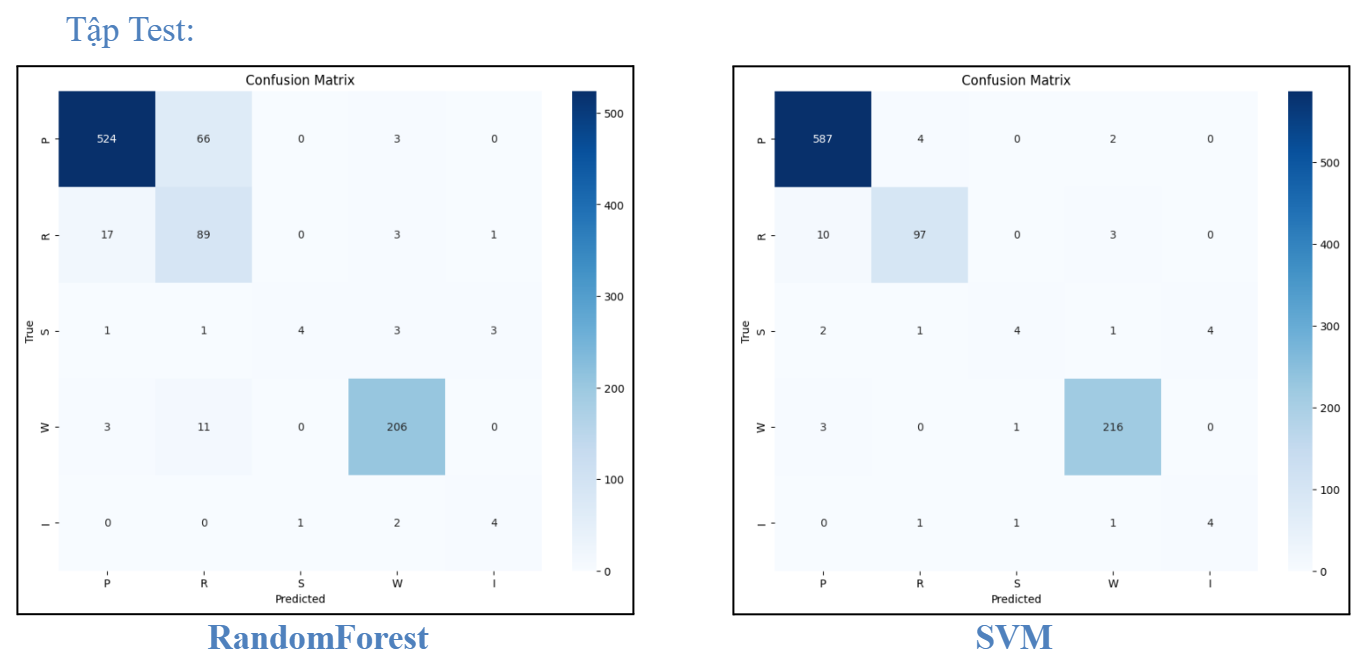 Tập Test:
Confusion Matrix
P 524 66 0 3 0
R 17 89 0 3 1
S 1 1 4 3 3
W 3 11 0 206 0
I 0 0 1 2 4
P R S W I
Predicted
True
500
400
300
200
100
0
RandomForest
Confusion Matrix
P 587 4 0 2 0
R 10 97 0 3 0
S 2 1 4 1 4
W 3 0 1 216 0
I 0 1 1 1 4
P R S W I
Predicted
True
500
400
300
200
100
0
SVM